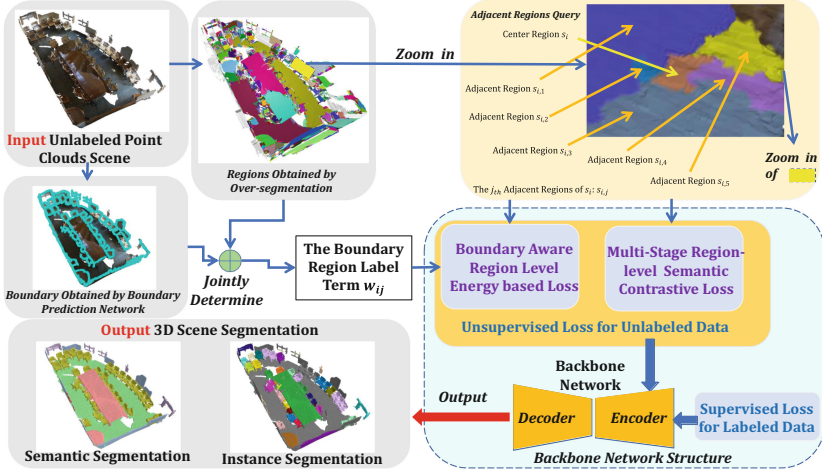 Input Unlabeled Point
Clouds Scene
Regions Obtained by
Over-segmentation
Zoom in
Adjacent Regions Query
Center Region s_i
Adjacent Region s_{i,1}
Adjacent Region s_{i,2}
Adjacent Region s_{i,3}
Adjacent Region s_{i,4}
Adjacent Region s_{i,5}
The j_{th} Adjacent Regions of s_i: s_{i,j}
Zoom in
of
Boundary Obtained by Boundary
Prediction Network
Jointly
Determine
The Boundary
Region Label
Term w_{ij}
Boundary Aware
Region Level
Energy based Loss
Multi-Stage Region-
level Semantic
Contrastive Loss
Unsupervised Loss for Unlabeled Data
Output 3D Scene Segmentation
Semantic Segmentation
Instance Segmentation
Output
Backbone
Network
Decoder
Encoder
Supervised Loss
for Labeled Data
Backbone Network Structure